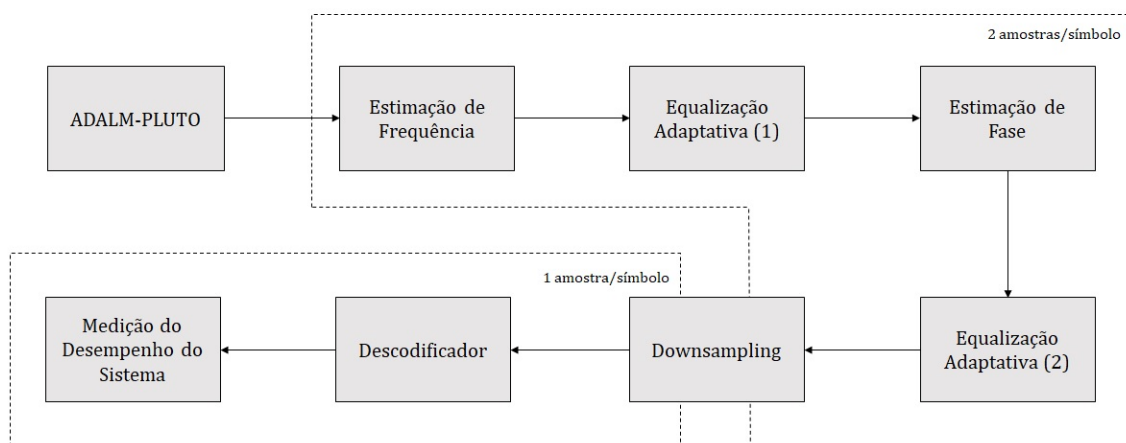 2 amostras/símbolo
ADALM-PLUTO
Estimação de
Frequência
Equalização
Adaptativa (1)
Estimação de
Fase
1 amostra/símbolo
Medição do
Desempenho do
Sistema
Descodificador
Downsampling
Equalização
Adaptativa (2)